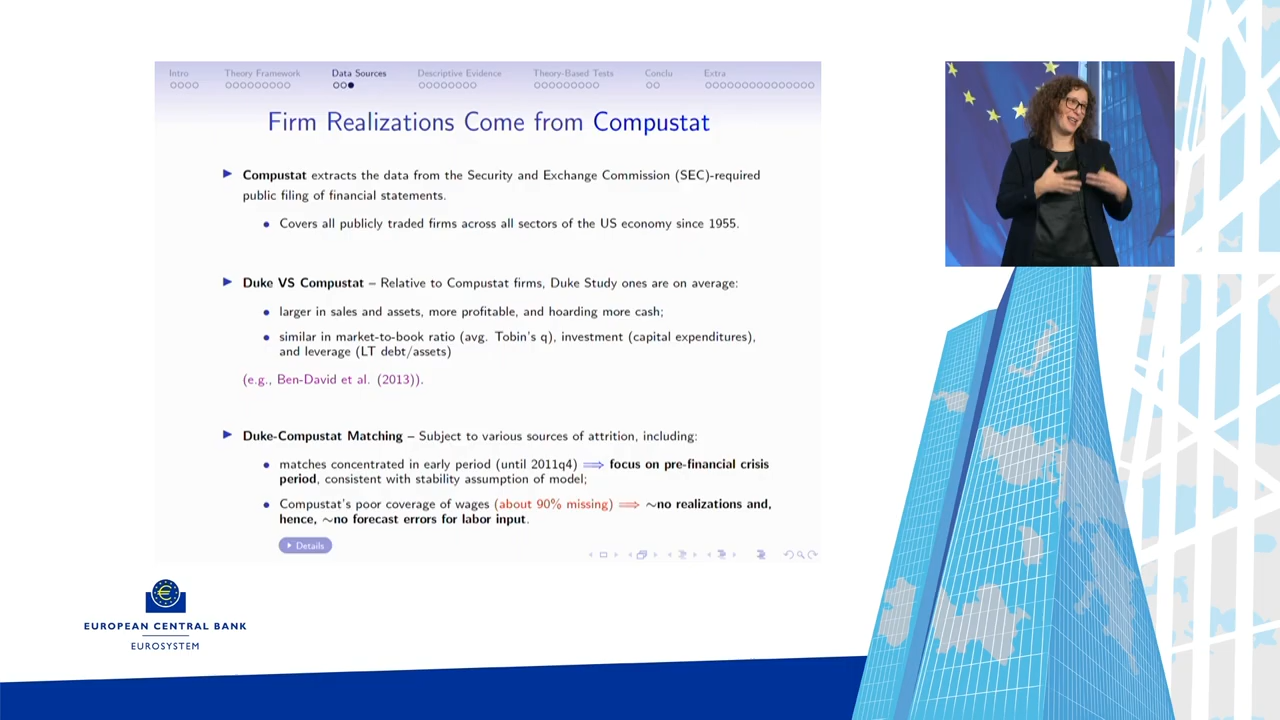 Intro Theory Framework Data Sources Descriptive Evidence Theory-Based Tests Conclu Extra
Firm Realizations Come from Compustat
Compustat extracts the data from the Security and Exchange Commission (SEC)-required
public filing of financial statements.
Covers all publicly traded firms across all sectors of the US economy since 1955.
Duke VS Compustat – Relative to Compustat firms, Duke Study ones are on average:
larger in sales and assets, more profitable, and hoarding more cash;
similar in market-to-book ratio (avg. Tobin's q), investment (capital expenditures),
and leverage (LT debt/assets)
(e.g., Ben-David et al. (2013)).
Duke-Compustat Matching – Subject to various sources of attrition, including:
matches concentrated in early period (until 2011q4) ⟹ focus on pre-financial crisis
period, consistent with stability assumption of model;
Compustat's poor coverage of wages (about 90% missing) ⟹ ~no realizations and,
hence, ~no forecast errors for labor input.
Details
EUROPEAN CENTRAL BANK
EUROSYSTEM